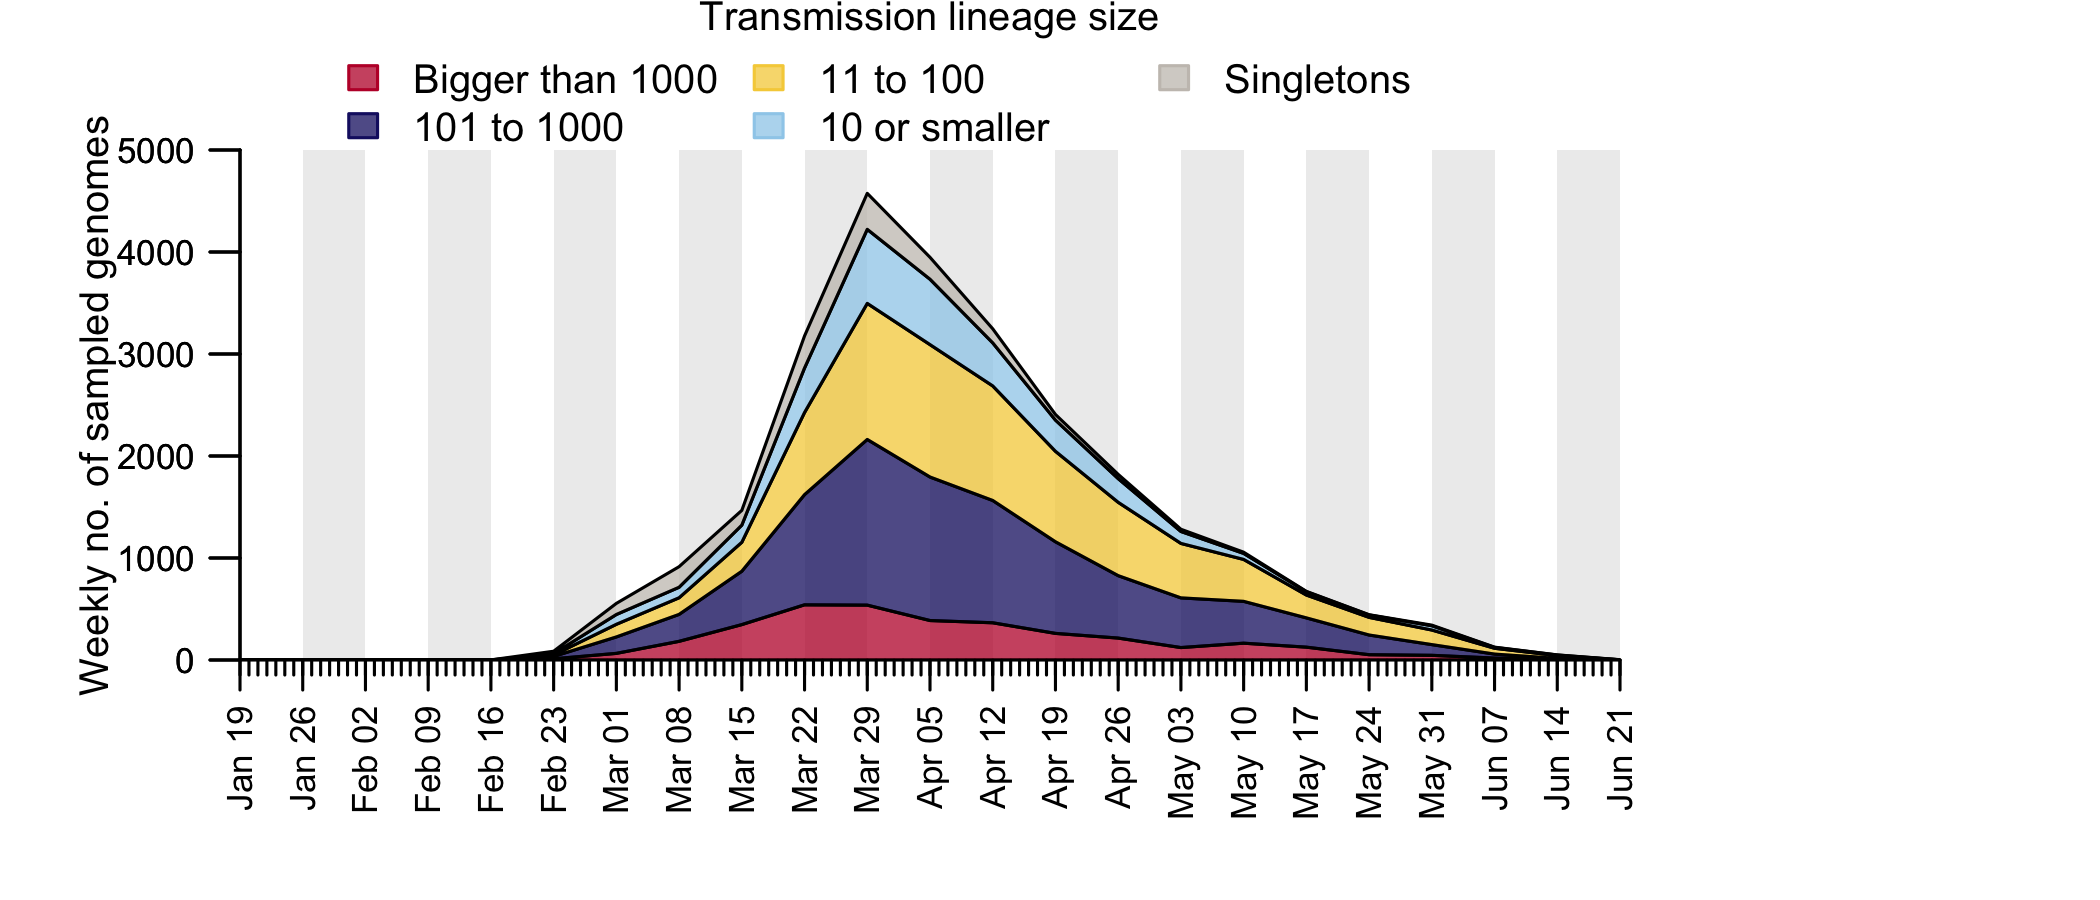 Transmission lineage size
Bigger than 1000
11 to 100
Singletons
101 to 1000
10 or smaller
Weekly no. of sampled genomes
5000
4000
3000
2000
1000
0
Jan 19
Jan 26
Feb 02
Feb 09
Feb 16
Feb 23
Mar 01
Mar 08
Mar 15
Mar 22
Mar 29
Apr 05
Apr 12
Apr 19
Apr 26
May 03
May 10
May 17
May 24
May 31
Jun 07
Jun 14
Jun 21